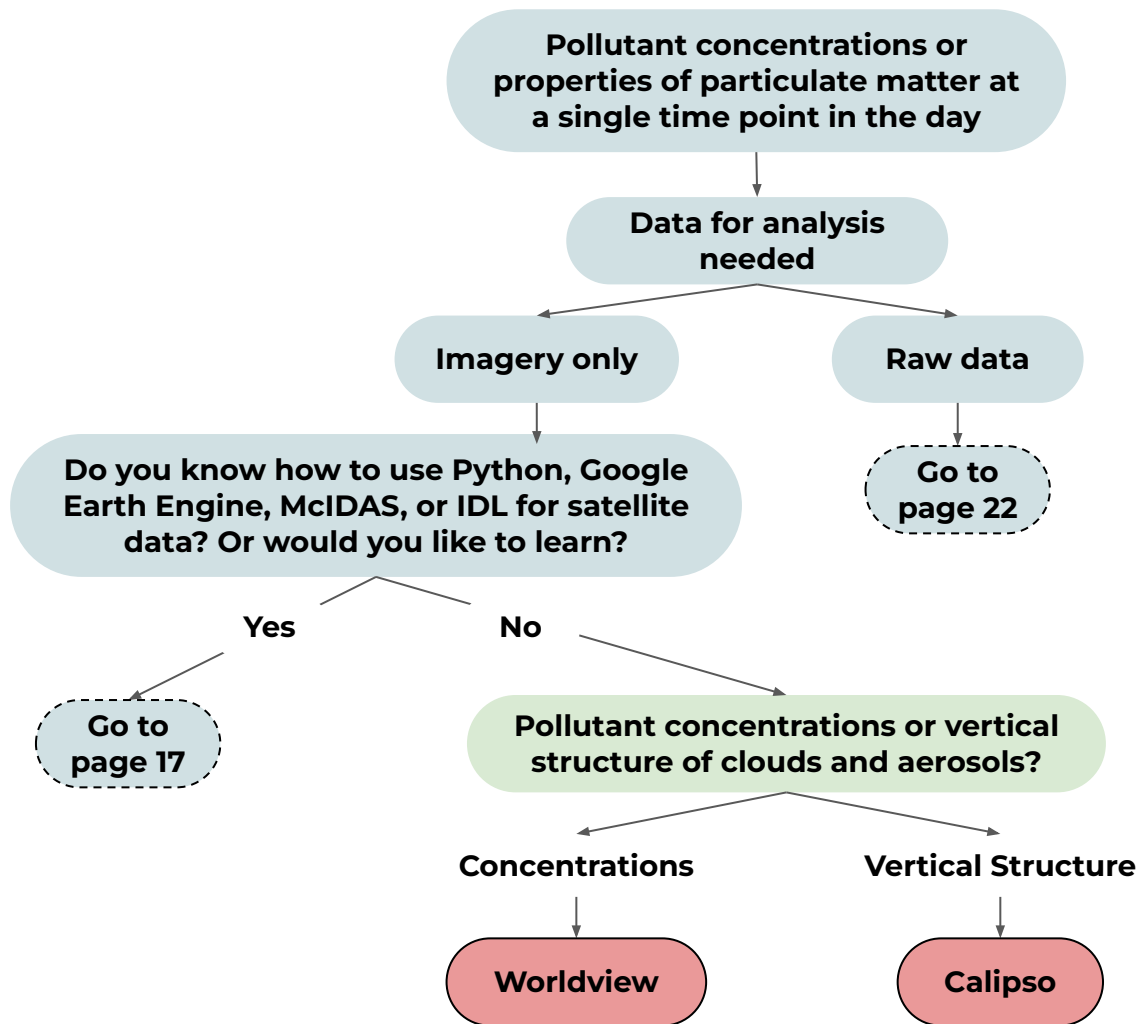 Pollutant concentrations or
properties of particulate matter at
a single time point in the day
Data for analysis
needed
Imagery only
Raw data
Do you know how to use Python, Google
Earth Engine, McIDAS, or IDL for satellite
data? Or would you like to learn?
Go to
page 22
Yes
No
Go to
page 17
Pollutant concentrations or vertical
structure of clouds and aerosols?
Concentrations
Vertical Structure
Worldview
Calipso